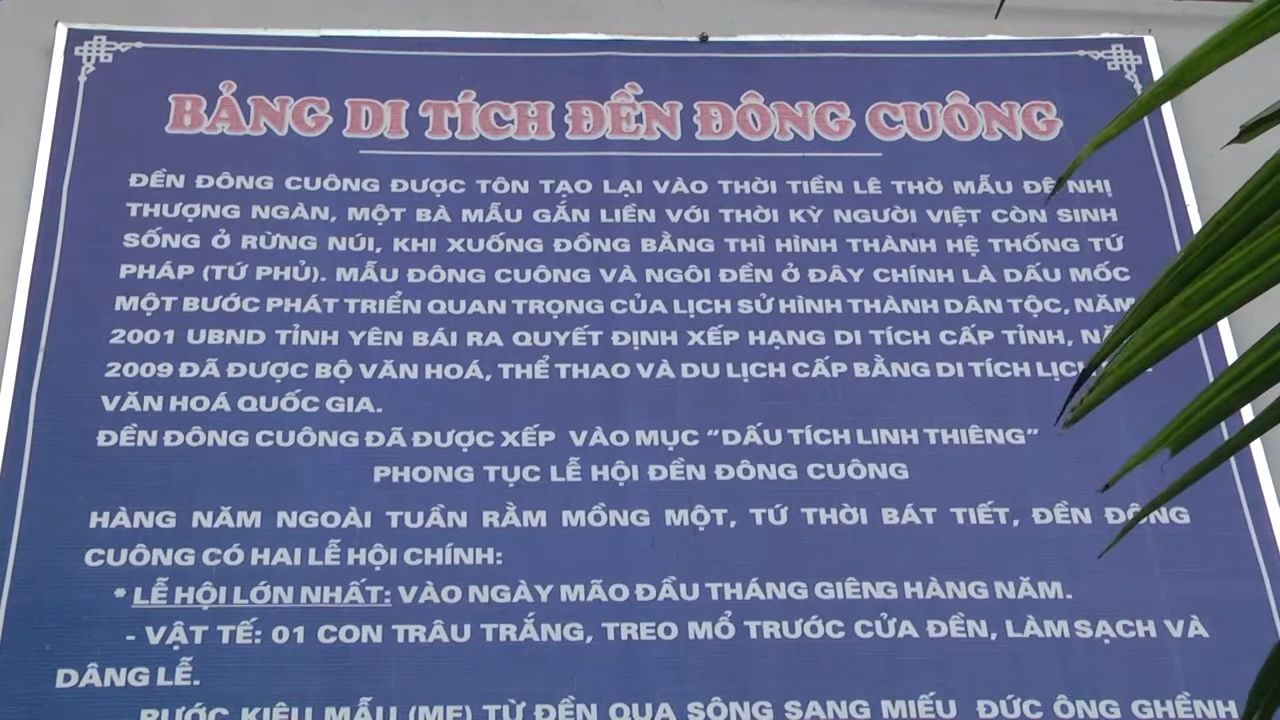 BẢNG DI TÍCH ĐỀN ĐÔNG CUÔNG
ĐỀN ĐÔNG CUÔNG ĐƯỢC TÔN TẠO LẠI VÀO THỜI TIỀN LÊ THỜ MẪU ĐỆ NHỊ
THƯỢNG NGÀN, MỘT BÀ MẪU GẮN LIỀN VỚI THỜI KỲ NGƯỜI VIỆT CÒN SINH
SỐNG Ở RỪNG NÚI, KHI XUỐNG ĐỒNG BẰNG THÌ HÌNH THÀNH HỆ THỐNG TỨ
PHÁP (TỨ PHỦ). MẪU ĐÔNG CUÔNG VÀ NGÔI ĐỀN Ở ĐÂY CHÍNH LÀ DẤU MỐC
MỘT BƯỚC PHÁT TRIỂN QUAN TRỌNG CỦA LỊCH SỬ HÌNH THÀNH DÂN TỘC, NĂM
2001 UBND TỈNH YÊN BÁI RA QUYẾT ĐỊNH XẾP HẠNG DI TÍCH CẤP TỈNH,
2009 ĐÃ ĐƯỢC BỘ VĂN HOÁ, THỂ THAO VÀ DU LỊCH CẤP BẰNG DI TÍCH
VĂN HOÁ QUỐC GIA.
ĐỀN ĐÔNG CUÔNG ĐÃ ĐƯỢC XẾP VÀO MỤC “DẤU TÍCH LINH THIÊNG”
PHONG TỤC LỄ HỘI ĐỀN ĐÔNG CUÔNG
HÀNG NĂM NGOÀI TUẦN RẰM MỒNG MỘT, TỨ THỜI BÁT TIẾT, ĐỀN ĐÔNG
CUÔNG CÓ HAI LỄ HỘI CHÍNH:
* LỄ HỘI LỚN NHẤT: VÀO NGÀY MÃO ĐẦU THÁNG GIÊNG HÀNG NĂM.
- VẬT TẾ: 01 CON TRÂU TRẮNG, TREO MỔ TRƯỚC CỬA ĐỀN, LÀM SẠCH VÀ
DÂNG LỄ.
RƯỚC KIỆU MẪU (MẸ) TỪ ĐỀN QUA SÔNG SANG MIẾU ĐỨC ÔNG GHỀNH